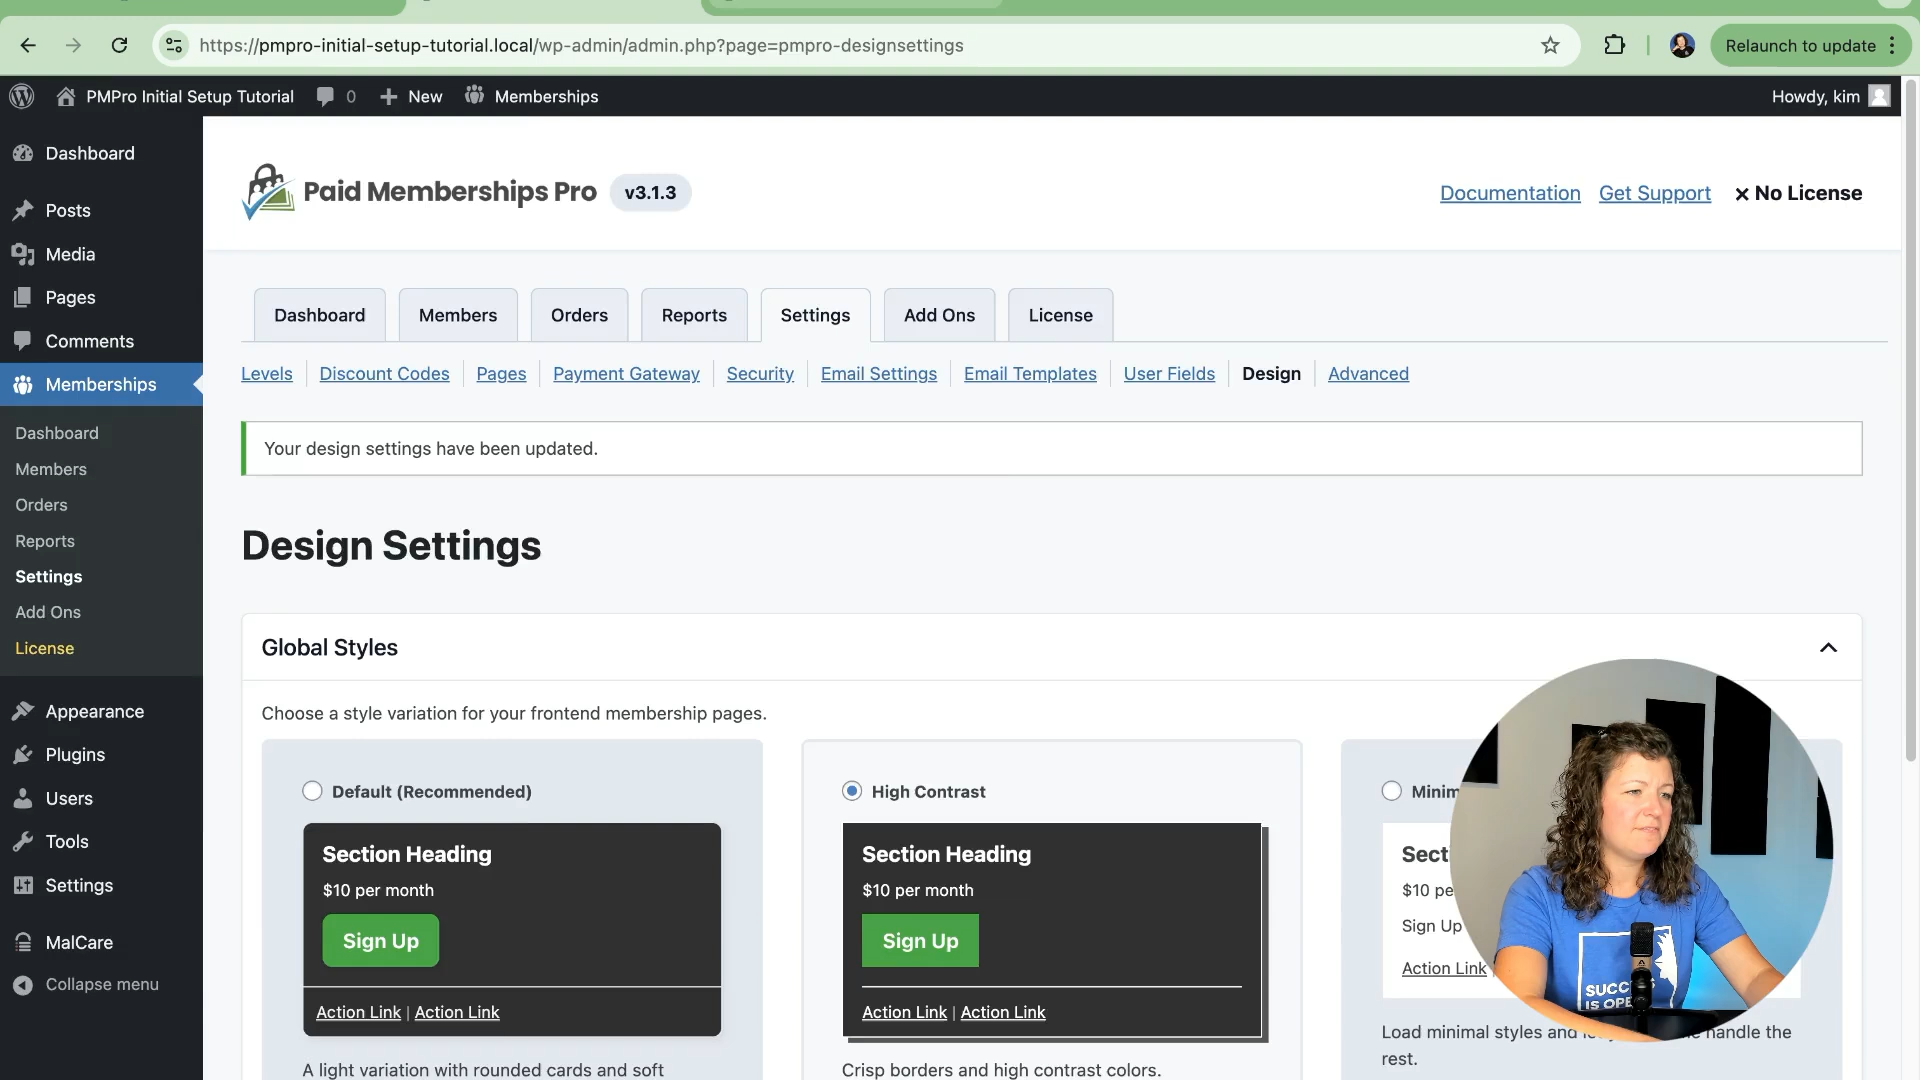 https://pmpro-initial-setup-tutorial.local/wp-admin/admin.php?page=pmpro-designsettings
Relaunch to update
PMPro Initial Setup Tutorial
0
New
Memberships
Howdy, kim
Dashboard
Posts
Media
Pages
Comments
Memberships
Dashboard
Members
Orders
Reports
Settings
Add Ons
License
Appearance
Plugins
Users
Tools
Settings
MalCare
Collapse menu
Paid Memberships Pro
v3.1.3
Documentation
Get Support
No License
Dashboard
Members
Orders
Reports
Settings
Add Ons
License
Levels
Discount Codes
Pages
Payment Gateway
Security
Email Settings
Email Templates
User Fields
Design
Advanced
Your design settings have been updated.
Design Settings
Global Styles
Choose a style variation for your frontend membership pages.
Default (Recommended)
Section Heading
$10 per month
Sign Up
Action Link | Action Link
A light variation with rounded cards and soft
High Contrast
Section Heading
$10 per month
Sign Up
Action Link | Action Link
Crisp borders and high contrast colors.
Minim
Sect
$10 pe
Sign Up
Action Link
Load minimal styles and handle the
rest.